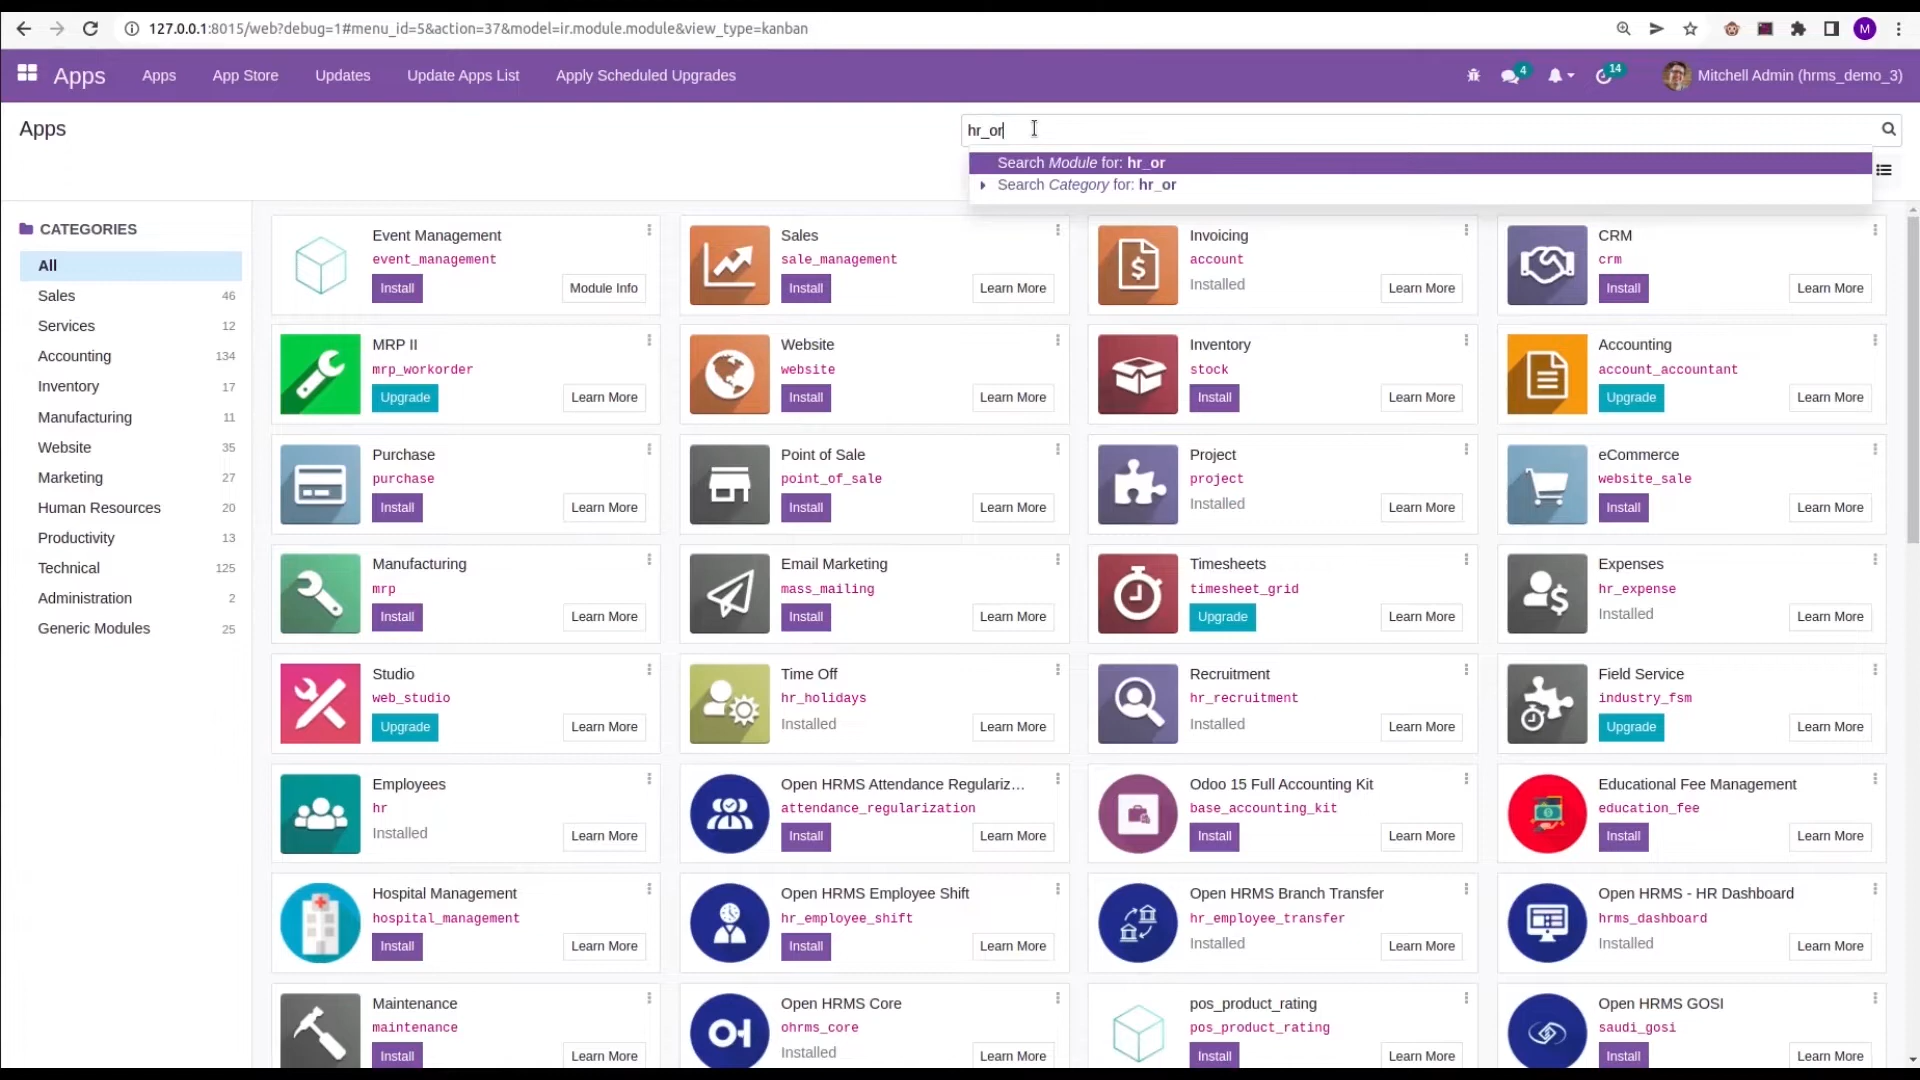 127.0.0.1:8015/web?debug=1#menu_id=5&action=37&model=ir.module.module&view_type=kanban
M
Apps
Apps
App Store
Updates
Update Apps List
Apply Scheduled Upgrades
4
14
Mitchell Admin (hrms_demo_3)
Apps
hr_or
Search Module for: hr_or
Search Category for: hr_or
CATEGORIES
All
Sales 46
Services 12
Accounting 134
Inventory 17
Manufacturing 11
Website 35
Marketing 27
Human Resources 20
Productivity 13
Technical 125
Administration 2
Generic Modules 25
Event Management
event_management
Install
Module Info
Sales
sale_management
Install
Learn More
Invoicing
account
Installed
Learn More
CRM
crm
Install
Learn More
MRP II
mrp_workorder
Upgrade
Learn More
Website
website
Install
Learn More
Inventory
stock
Install
Learn More
Accounting
account_accountant
Upgrade
Learn More
Purchase
purchase
Install
Learn More
Point of Sale
point_of_sale
Install
Learn More
Project
project
Installed
Learn More
eCommerce
website_sale
Install
Learn More
Manufacturing
mrp
Install
Learn More
Email Marketing
mass_mailing
Install
Learn More
Timesheets
timesheet_grid
Upgrade
Learn More
Expenses
hr_expense
Installed
Learn More
Studio
web_studio
Upgrade
Learn More
Time Off
hr_holidays
Installed
Learn More
Recruitment
hr_recruitment
Installed
Learn More
Field Service
industry_fsm
Upgrade
Learn More
Employees
hr
Installed
Learn More
Open HRMS Attendance Regulariz...
attendance_regularization
Install
Learn More
Odoo 15 Full Accounting Kit
base_accounting_kit
Install
Learn More
Educational Fee Management
education_fee
Install
Learn More
Hospital Management
hospital_management
Install
Learn More
Open HRMS Employee Shift
hr_employee_shift
Install
Learn More
Open HRMS Branch Transfer
hr_employee_transfer
Installed
Learn More
Open HRMS - HR Dashboard
hrms_dashboard
Installed
Learn More
Maintenance
maintenance
Install
Learn More
Open HRMS Core
ohrms_core
Installed
Learn More
pos_product_rating
pos_product_rating
Install
Learn More
Open HRMS GOSI
saudi_gosi
Install
Learn More